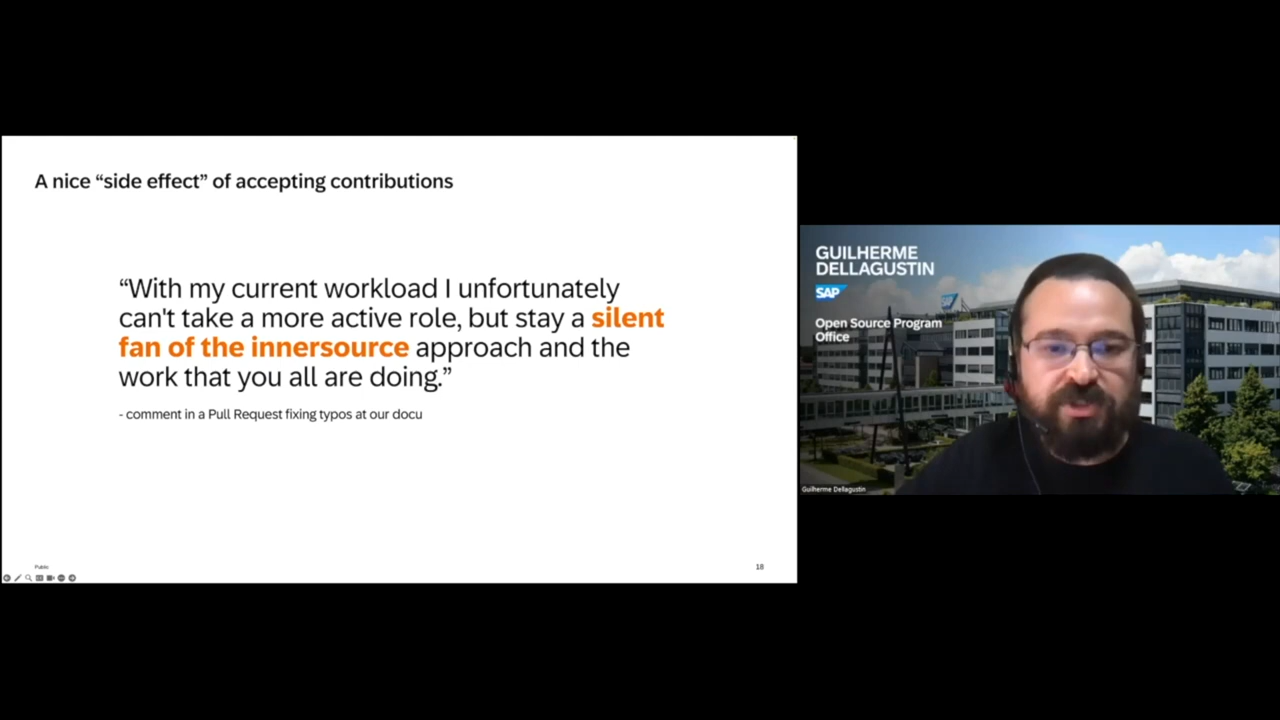 A nice “side effect” of accepting contributions
“With my current workload I unfortunately
can't take a more active role, but stay a silent
fan of the innersource approach and the
work that you all are doing.”
- comment in a Pull Request fixing typos at our docu
Public
18
GUILHERME
DELLAGUSTIN
SAP
Open Source Program
Office
SAP
Guilherme Dellagustin